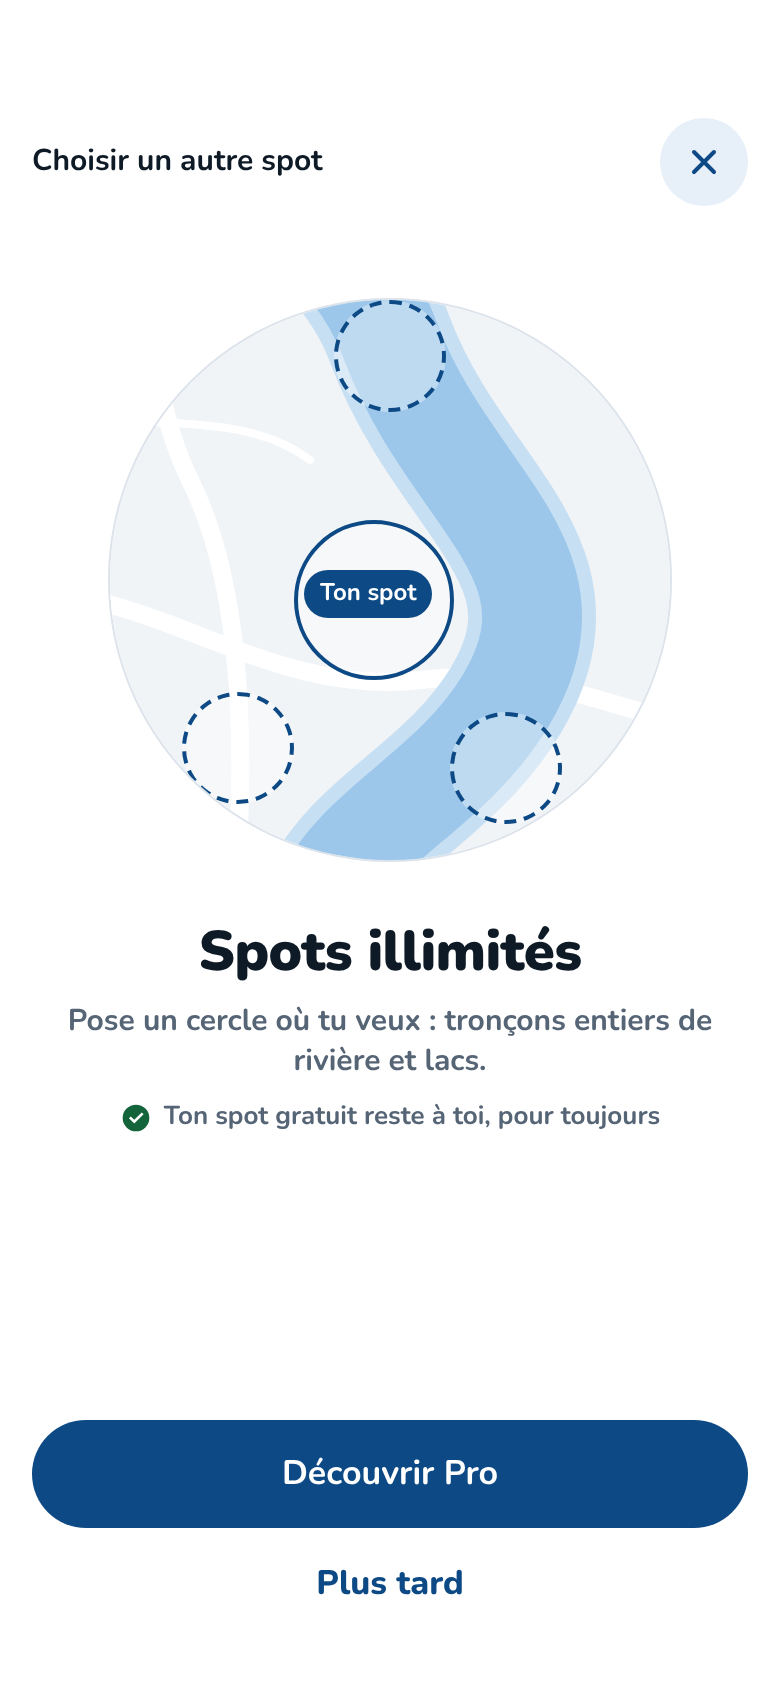 Choisir un autre spot
Ton spot
Spots illimités
Pose un cercle où tu veux : tronçons entiers de
rivière et lacs.
Ton spot gratuit reste à toi, pour toujours
Découvrir Pro
Plus tard